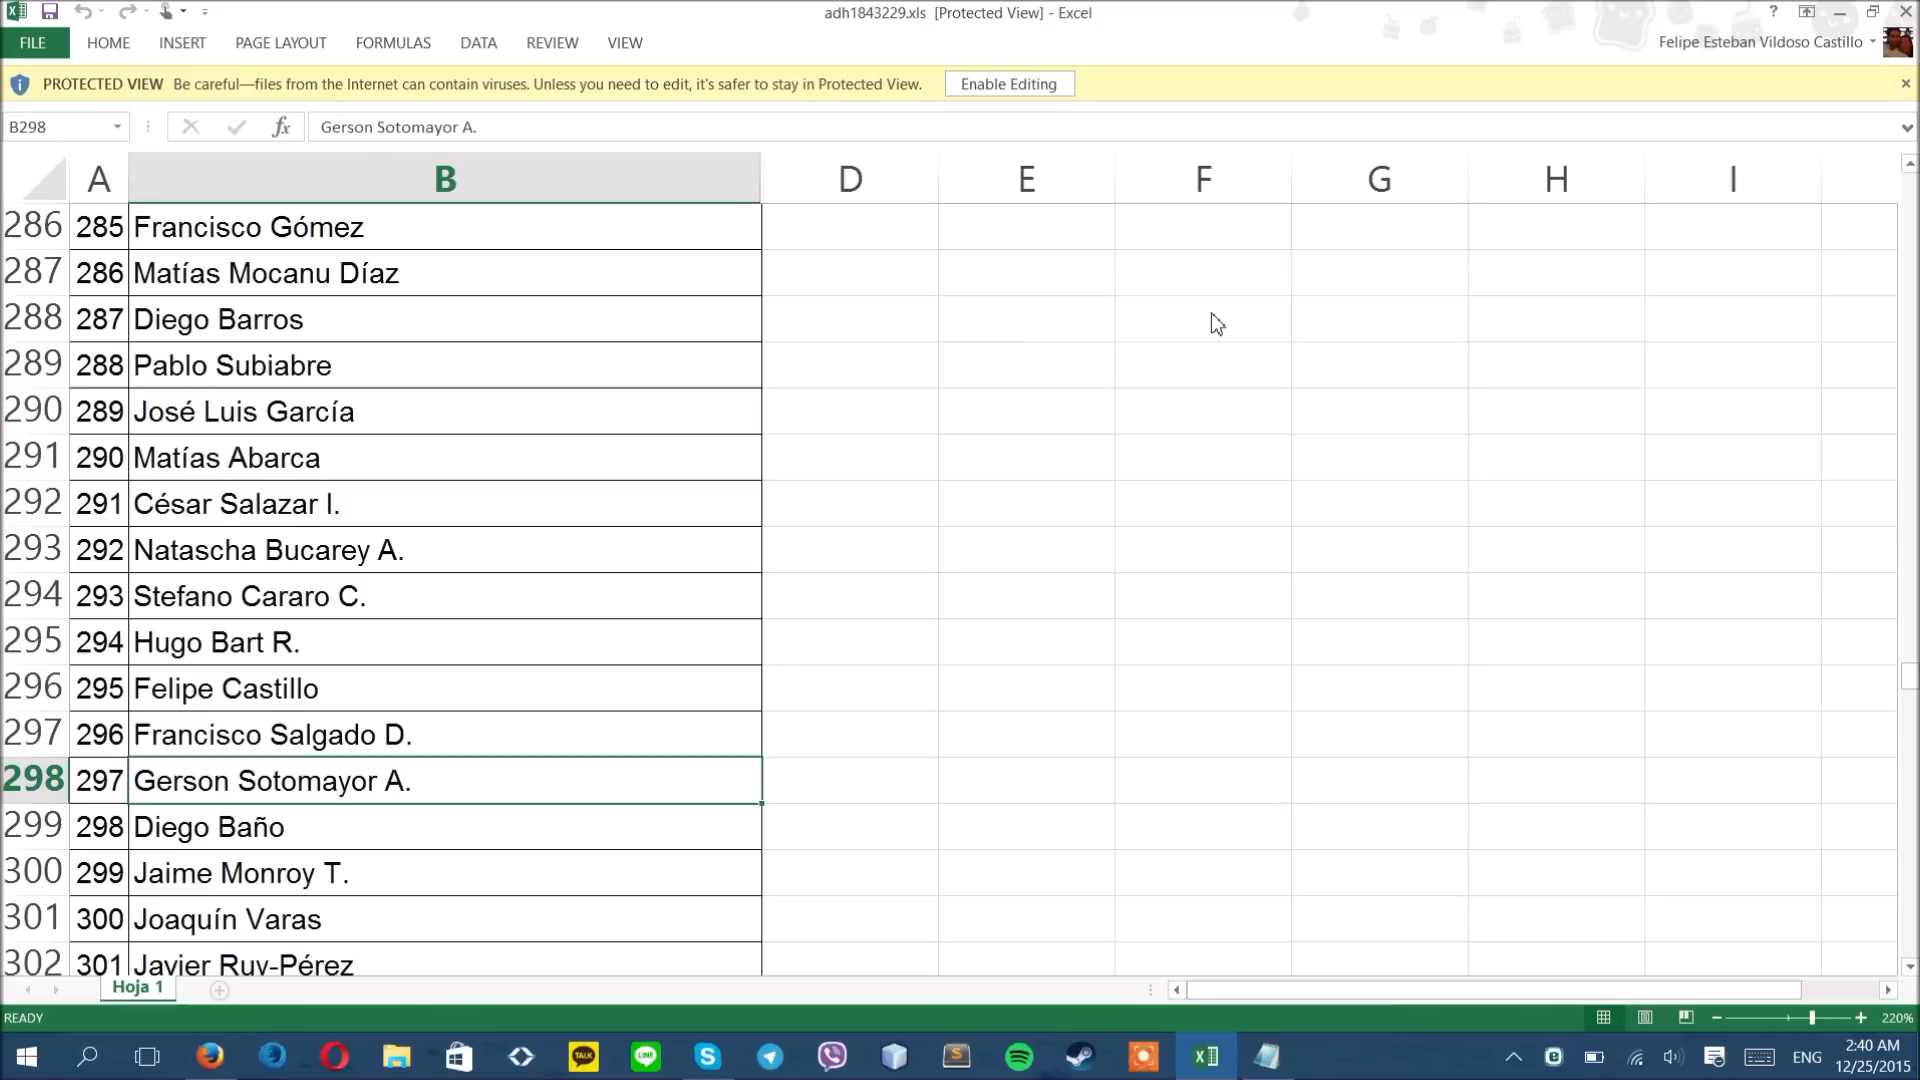 adh1843229.xls [Protected View] - Excel
FILE HOME INSERT PAGE LAYOUT FORMULAS DATA REVIEW VIEW Felipe Esteban Vildoso Castillo
PROTECTED VIEW Be careful—files from the Internet can contain viruses. Unless you need to edit, it's safer to stay in Protected View. Enable Editing
B298 fx Gerson Sotomayor A.
A B D E F G H I
286 285 Francisco Gómez
287 286 Matías Mocanu Díaz
288 287 Diego Barros
289 288 Pablo Subiabre
290 289 José Luis García
291 290 Matías Abarca
292 291 César Salazar I.
293 292 Natascha Bucarey A.
294 293 Stefano Cararo C.
295 294 Hugo Bart R.
296 295 Felipe Castillo
297 296 Francisco Salgado D.
298 297 Gerson Sotomayor A.
299 298 Diego Baño
300 299 Jaime Monroy T.
301 300 Joaquín Varas
302 301 Javier Ruy-Pérez
Hoja 1
READY 220%
TALK LINE ENG 2:40 AM
12/25/2015